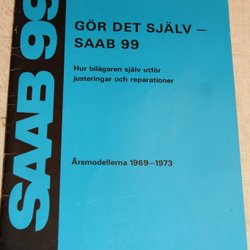 SAAB 99
GÖR DET SJÄLV –
SAAB 99
Hur bilägaren själv utför
justeringar och reparationer
Årsmodellerna 1969–1973